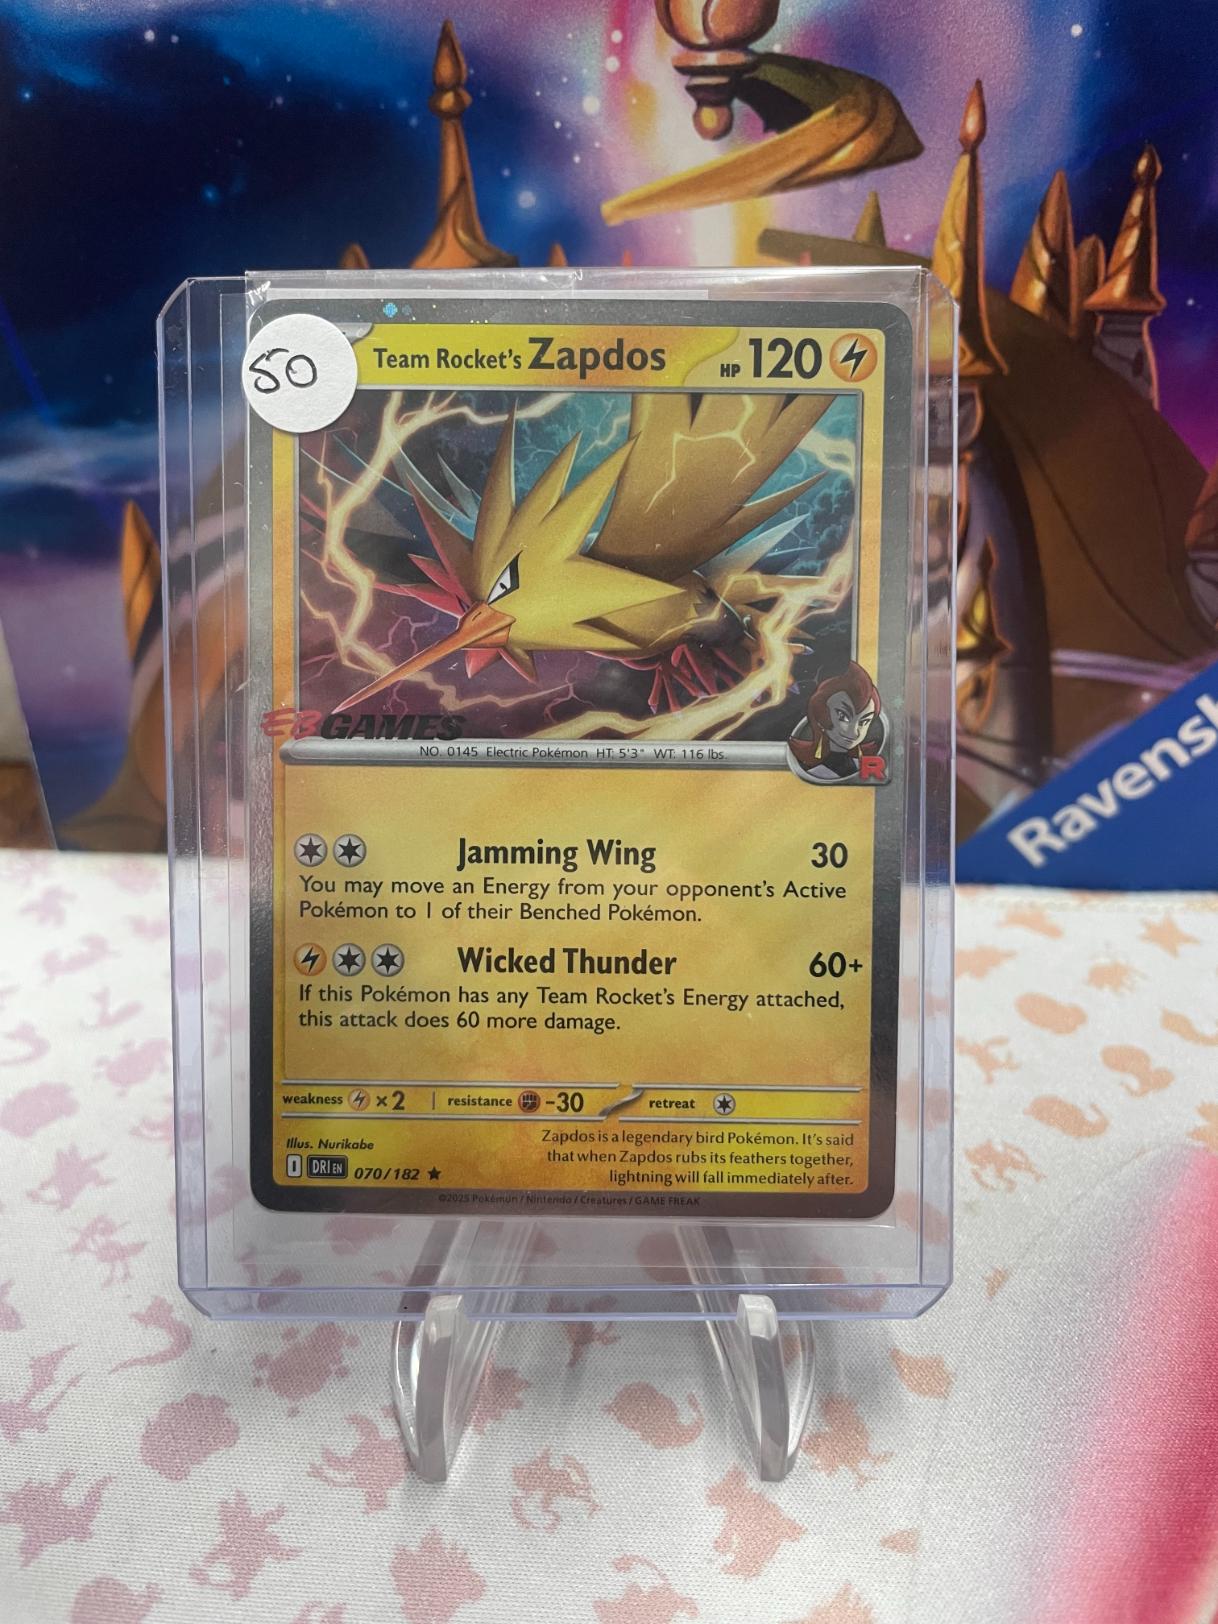 50
Team Rocket's Zapdos HP 120
EB GAMES
NO. 0145 Electric Pokémon HT: 5'3" WT: 116 lbs.
R
Jamming Wing 30
You may move an Energy from your opponent's Active
Pokémon to 1 of their Benched Pokémon.
Wicked Thunder 60+
If this Pokémon has any Team Rocket's Energy attached,
this attack does 60 more damage.
weakness ×2 | resistance -30 retreat
Illus. Nurikabe
Zapdos is a legendary bird Pokémon. It's said
that when Zapdos rubs its feathers together,
lightning will fall immediately after.
I DRI EN 070/182 ★
©2025 Pokémon / Nintendo / Creatures / GAME FREAK